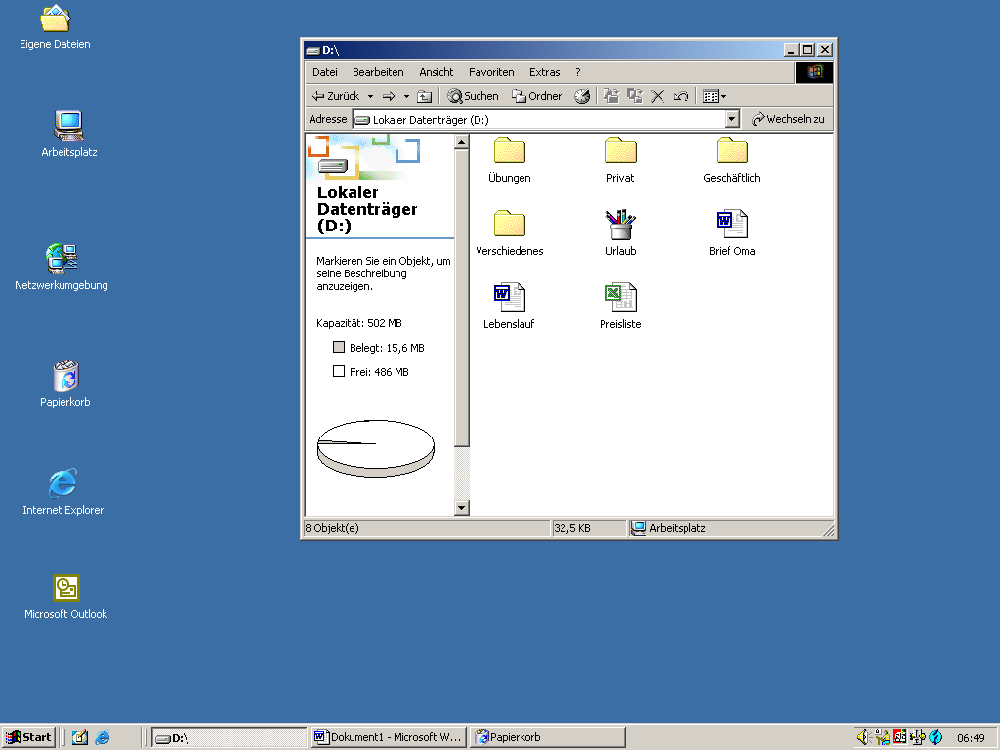 Eigene Dateien
Arbeitsplatz
Netzwerkumgebung
Papierkorb
Internet Explorer
Microsoft Outlook
D:\
Datei Bearbeiten Ansicht Favoriten Extras ?
Zurück Suchen Ordner
Adresse Lokaler Datenträger (D:) Wechseln zu
Lokaler
Datenträger
(D:)
Markieren Sie ein Objekt, um
seine Beschreibung
anzuzeigen.
Kapazität: 502 MB
Belegt: 15,6 MB
Frei: 486 MB
Übungen Privat Geschäftlich
Verschiedenes Urlaub Brief Oma
Lebenslauf Preisliste
8 Objekt(e) 32,5 KB Arbeitsplatz
Start D:\ Dokument1 - Microsoft W... Papierkorb 06:49